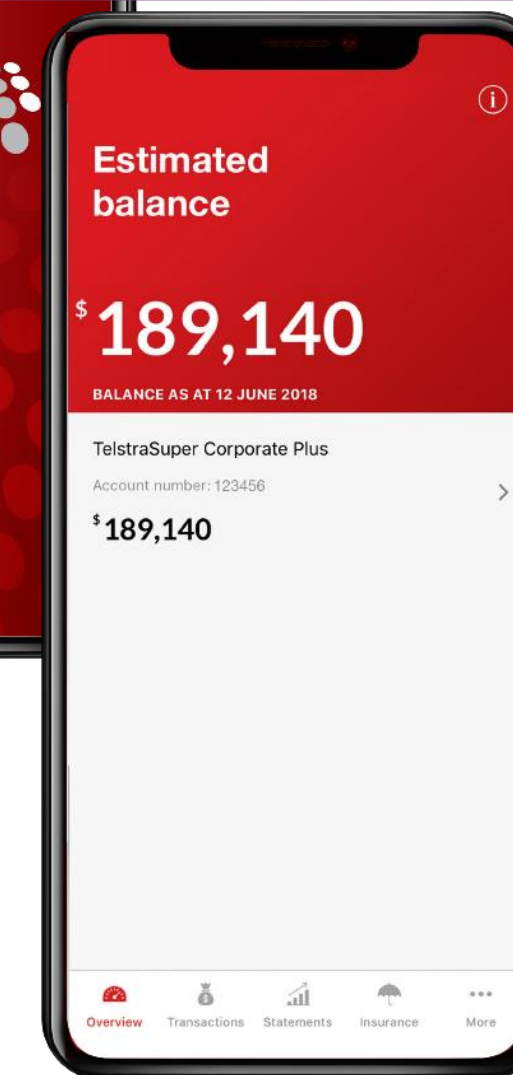 Estimated
balance
$189,140
BALANCE AS AT 12 JUNE 2018
TelstraSuper Corporate Plus
Account number: 123456
$189,140
Overview Transactions Statements Insurance More